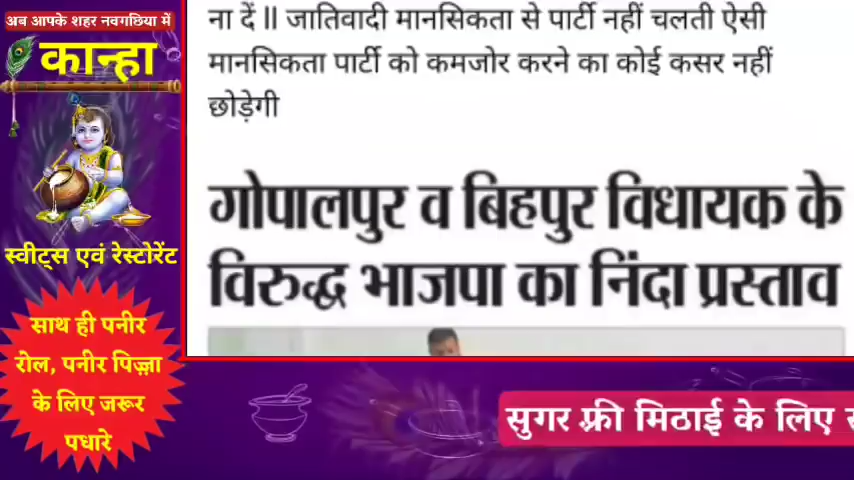 अब आपके शहर नवगछिया में
कान्हा
स्वीट्स एवं रेस्टोरेंट
साथ ही पनीर
रोल, पनीर पिज़्ज़ा
के लिए जरूर
पधारे
ना दें ॥ जातिवादी मानसिकता से पार्टी नहीं चलती ऐसी
मानसिकता पार्टी को कमजोर करने का कोई कसर नहीं
छोड़ेगी
गोपालपुर व बिहपुर विधायक के
विरुद्ध भाजपा का निंदा प्रस्ताव
सुगर फ़्री मिठाई के लिए